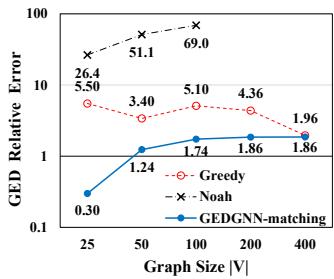 GED Relative Error
100
10
1
0.1
26.4
51.1
69.0
5.50
3.40
5.10
4.36
1.96
0.30
1.24
1.74
1.86
1.86
Greedy
Noah
GEDGNN-matching
25 50 100 200 400
Graph Size |V|